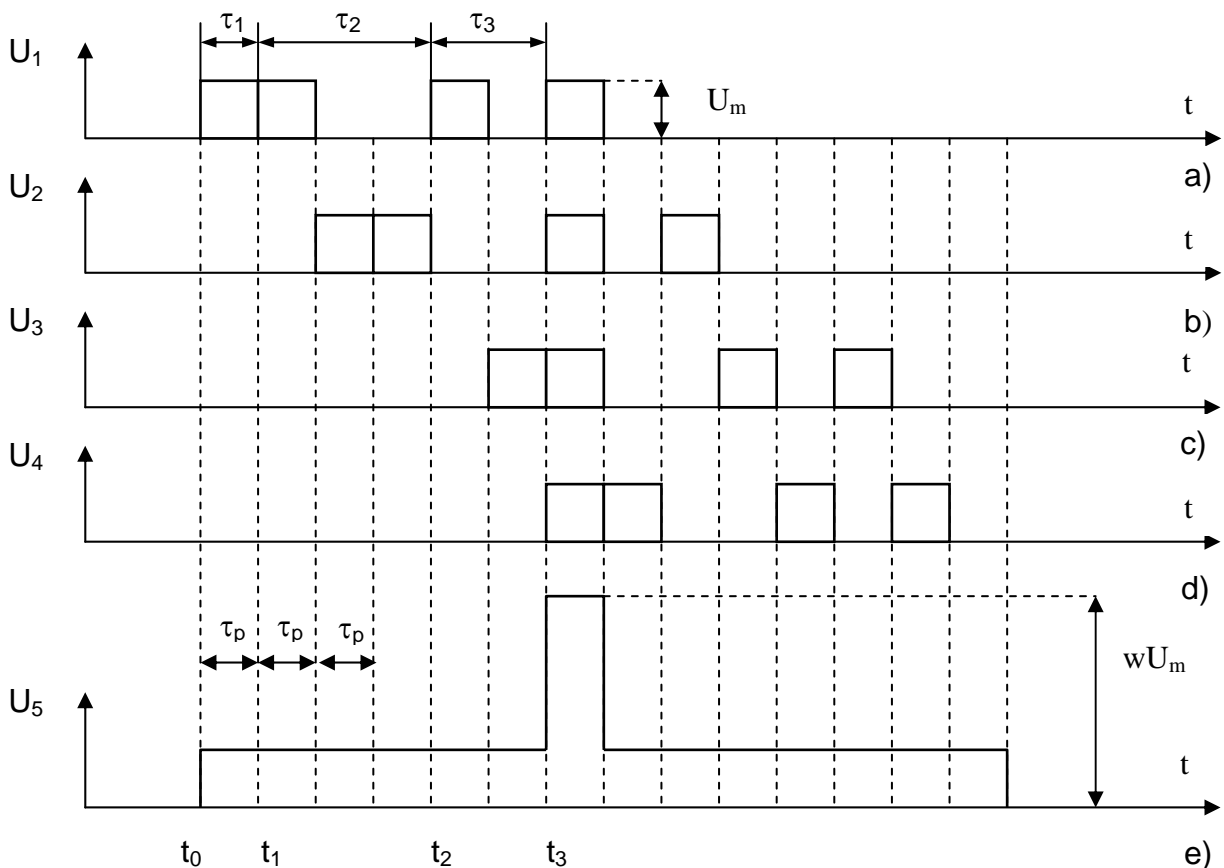 τ₁ τ₂ τ₃
U₁
Uₘ
t
a)
U₂
t
b)
U₃
t
c)
U₄
t
d)
τₚ τₚ τₚ
wUₘ
U₅
t
t₀ t₁ t₂ t₃
e)